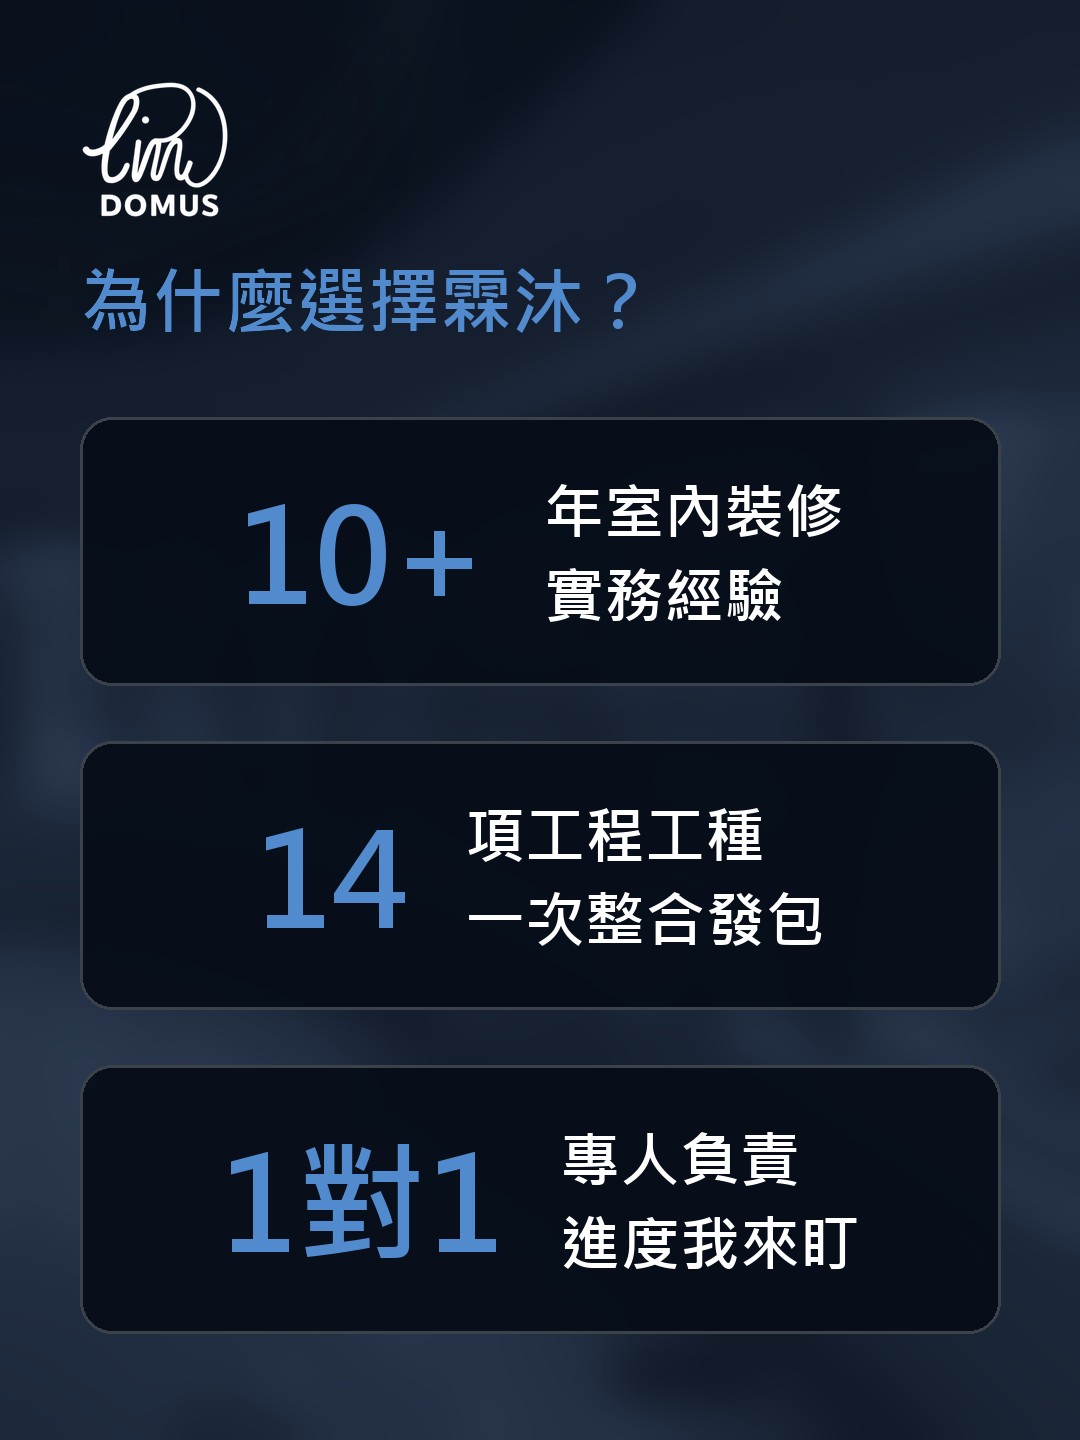 lim
DOMUS
為什麼選擇霖沐？
10+
年室內裝修
實務經驗
14
項工程工種
一次整合發包
1對1
專人負責
進度我來盯